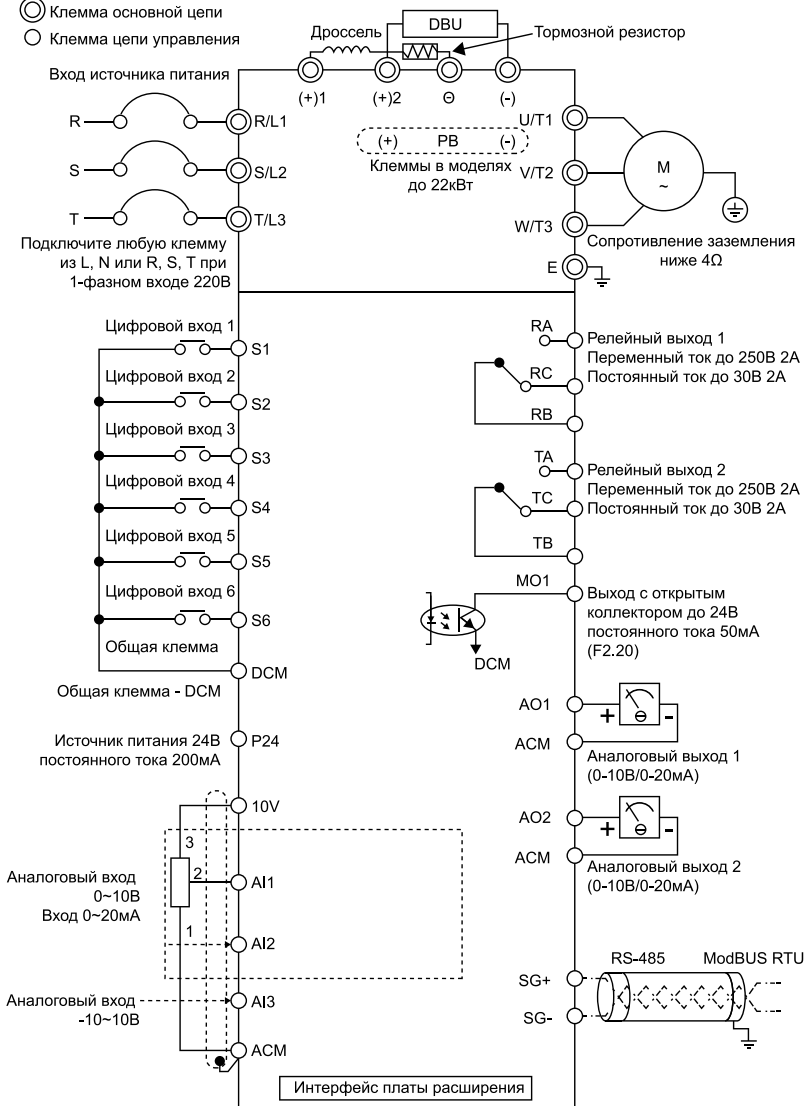 Клемма основной цепи
Клемма цепи управления
Дроссель
DBU
Тормозной резистор
Вход источника питания
(+)1
(+)2
Θ
(-)
R
R/L1
S
S/L2
T
T/L3
(+) PB (-)
Клеммы в моделях
до 22кВт
U/T1
V/T2
W/T3
E
M
~
Сопротивление заземления
ниже 4Ω
Подключите любую клемму
из L, N или R, S, T при
1-фазном входе 220В
Цифровой вход 1
S1
Цифровой вход 2
S2
Цифровой вход 3
S3
Цифровой вход 4
S4
Цифровой вход 5
S5
Цифровой вход 6
S6
Общая клемма
DCM
Общая клемма - DCM
Источник питания 24В
постоянного тока 200мА
P24
10V
3
2
1
Аналоговый вход
0~10В
Вход 0~20мА
AI1
AI2
Аналоговый вход
-10~10В
AI3
ACM
RA
RC
RB
Релейный выход 1
Переменный ток до 250В 2А
Постоянный ток до 30В 2А
TA
TC
TB
Релейный выход 2
Переменный ток до 250В 2А
Постоянный ток до 30В 2А
MO1
DCM
Выход с открытым
коллектором до 24В
постоянного тока 50мА
(F2.20)
AO1
+ -
ACM
Аналоговый выход 1
(0-10В/0-20мА)
AO2
+ -
ACM
Аналоговый выход 2
(0-10В/0-20мА)
RS-485
ModBUS RTU
SG+
SG-
Интерфейс платы расширения